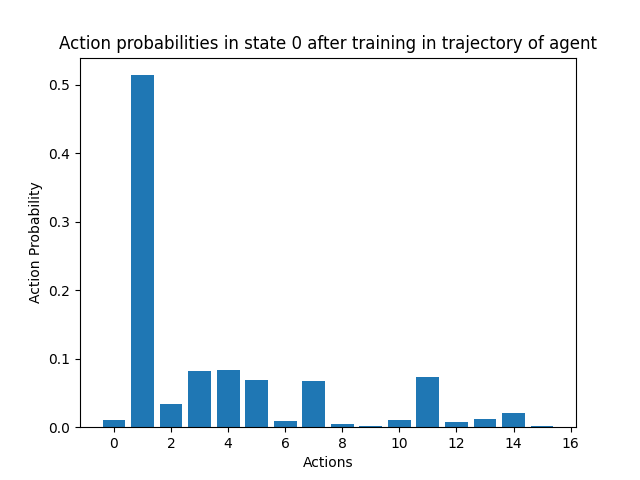 Action probabilities in state 0 after training in trajectory of agent
0.5
0.4
0.3
0.2
0.1
0.0
Action Probability
0 2 4 6 8 10 12 14 16
Actions